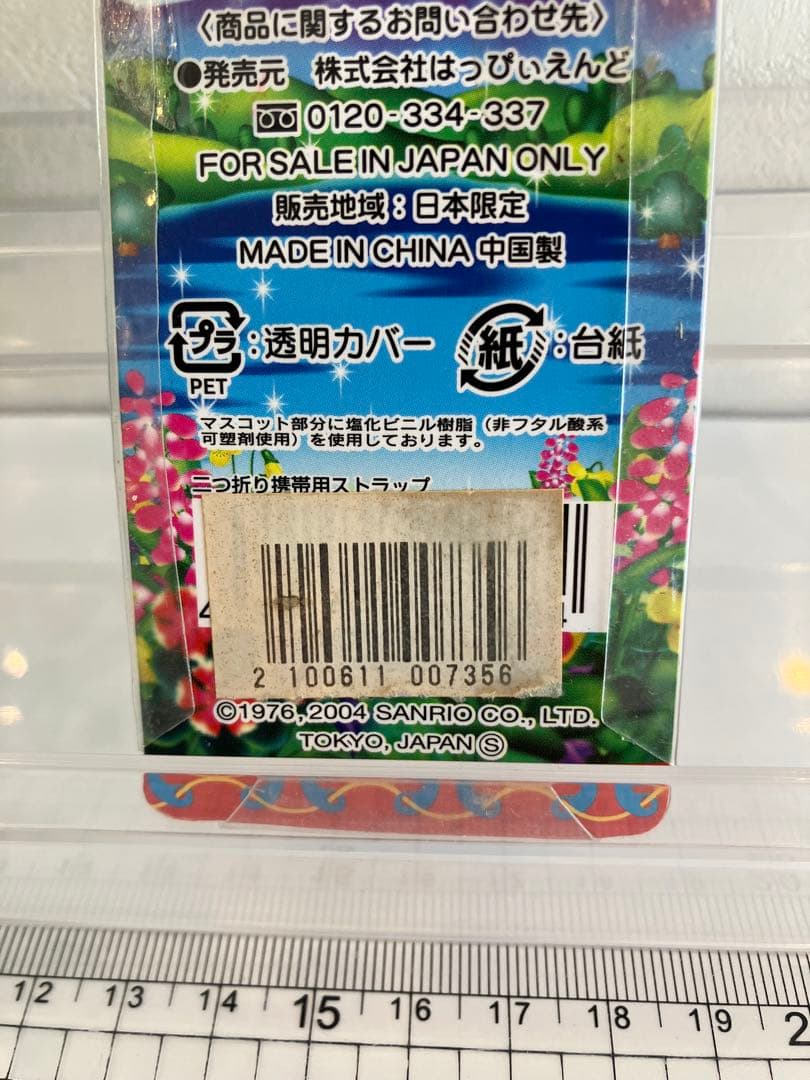 〈商品に関するお問い合わせ先〉
●発売元 株式会社はっぴぃえんど
0120-334-337
FOR SALE IN JAPAN ONLY
販売地域：日本限定
MADE IN CHINA 中国製
プラ：透明カバー 紙：台紙
PET
マスコット部分に塩化ビニル樹脂（非フタル酸系
可塑剤使用）を使用しております。
二つ折り携帯用ストラップ
2 100611 007356
©1976,2004 SANRIO CO., LTD.
TOKYO, JAPAN Ⓢ
12 13 14 15 16 17 18 19 2